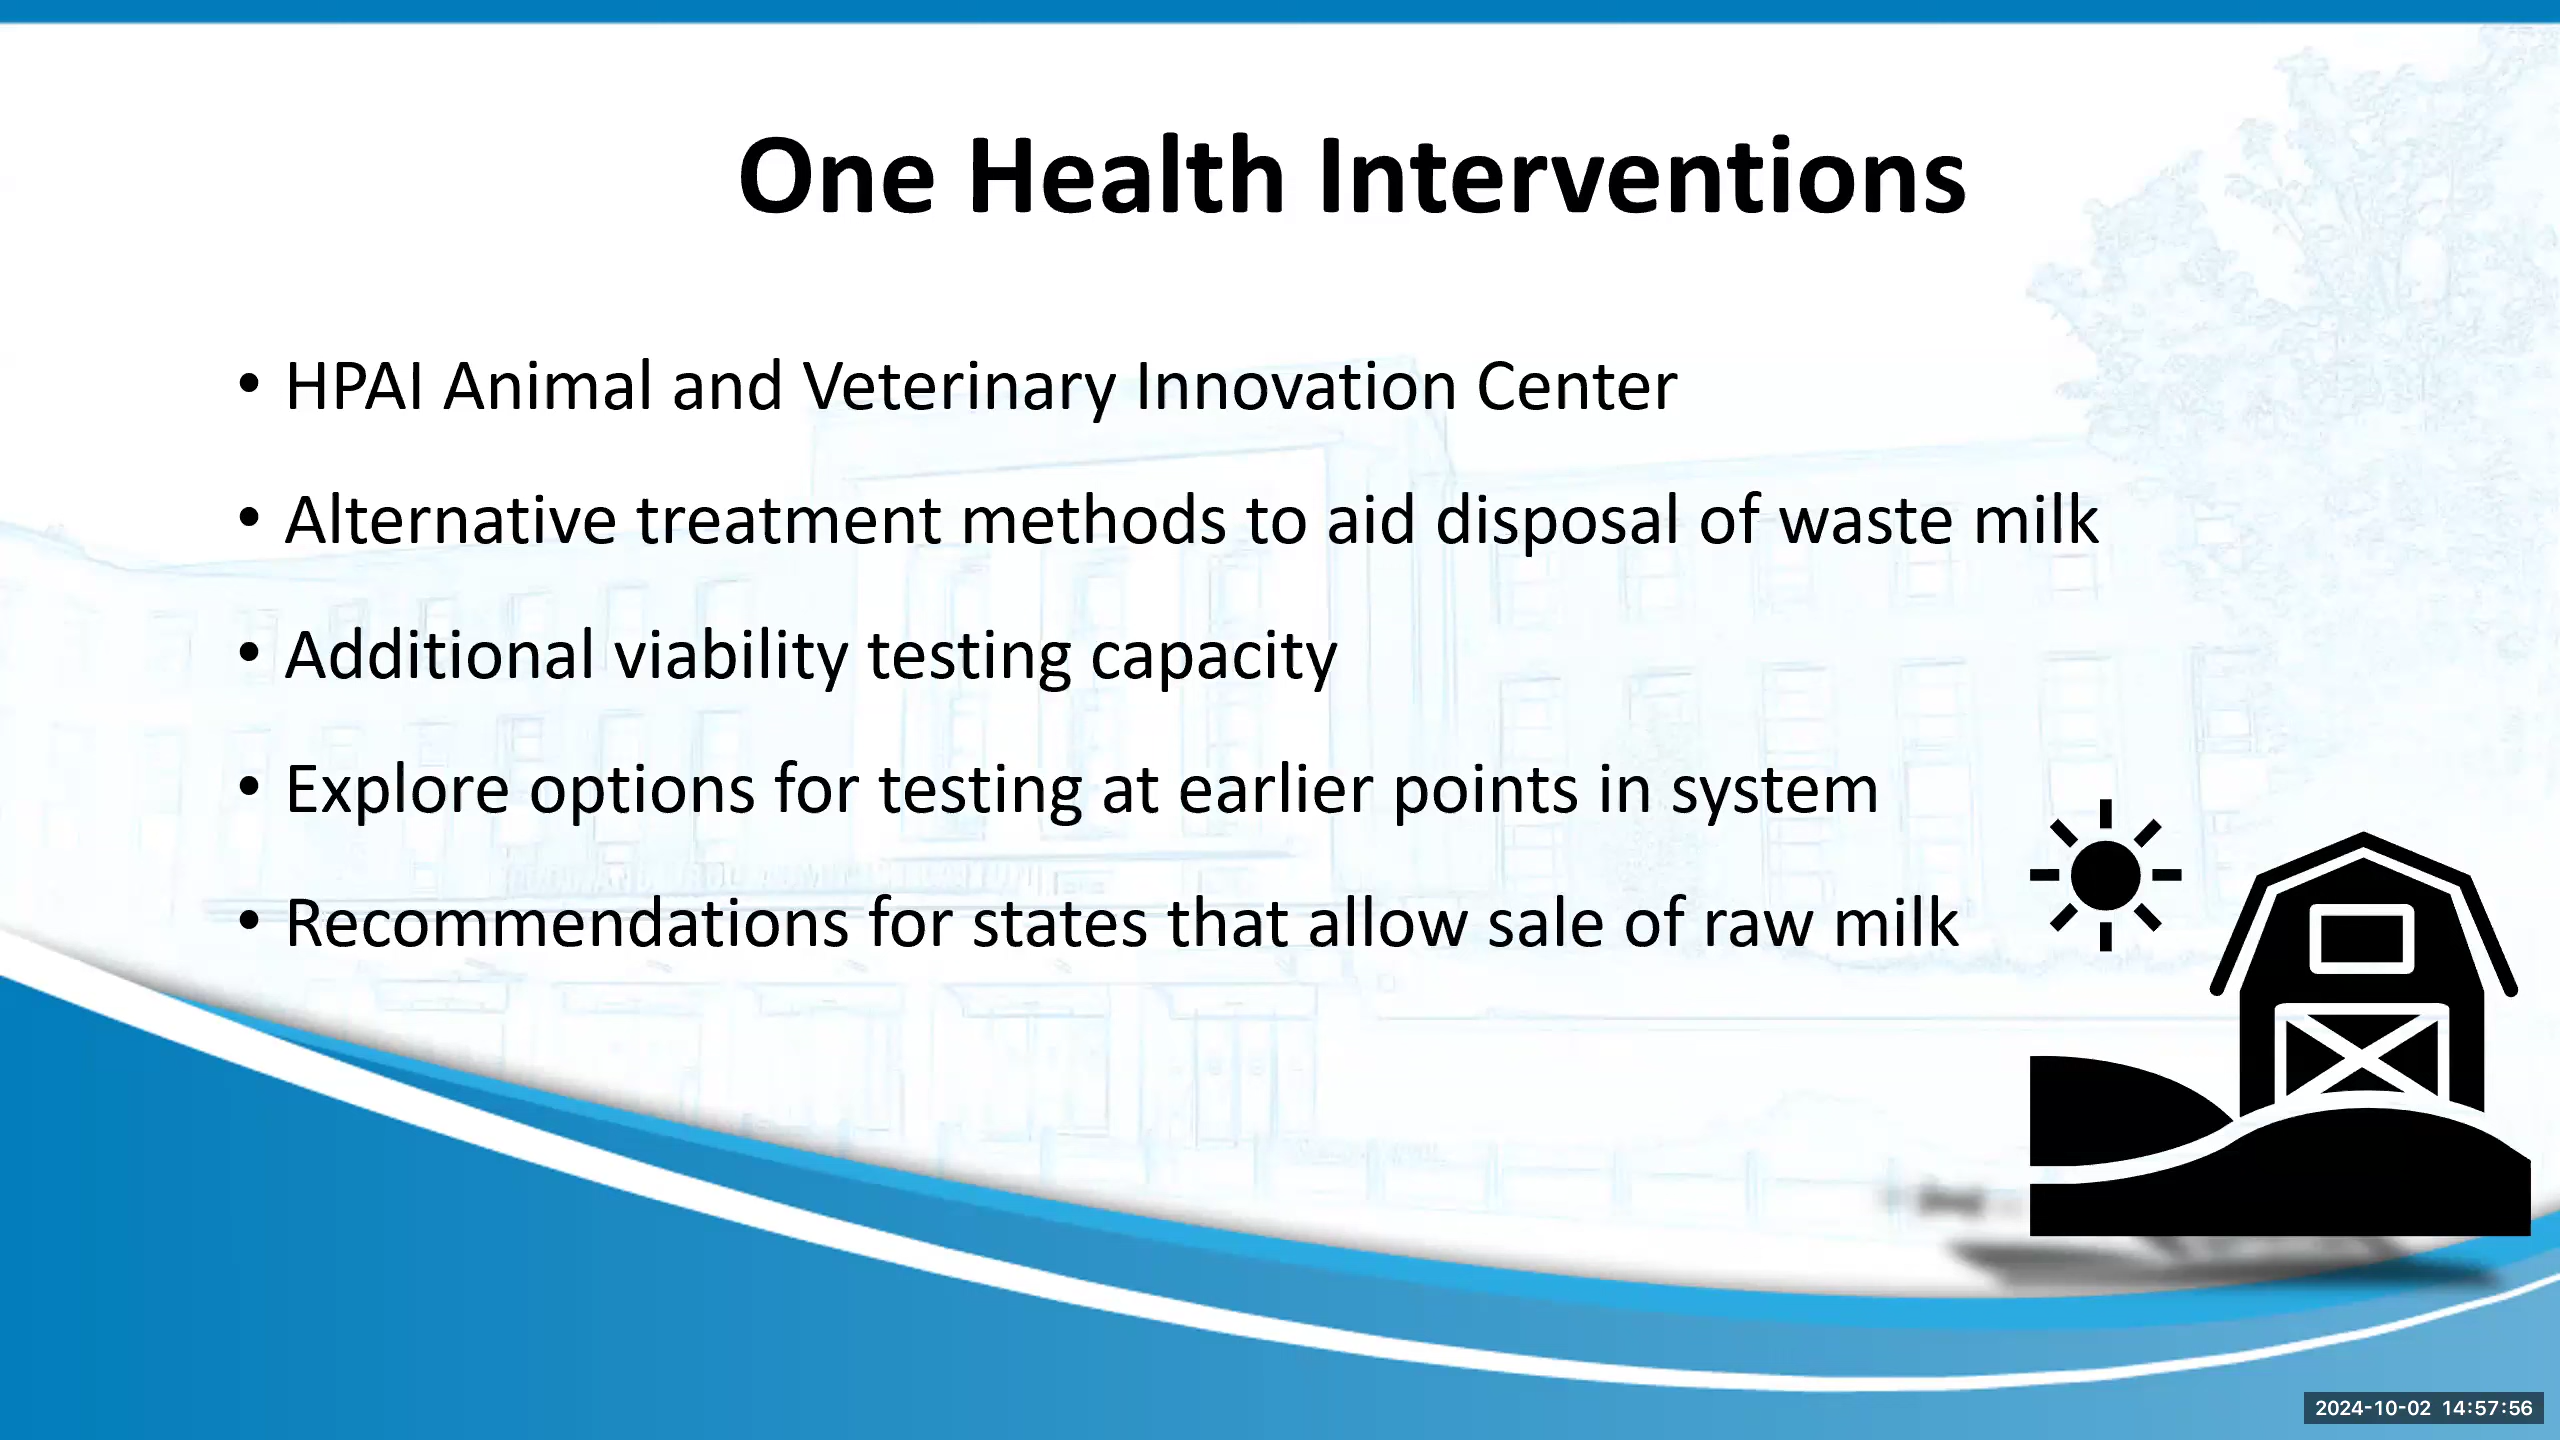 One Health Interventions
• HPAI Animal and Veterinary Innovation Center
• Alternative treatment methods to aid disposal of waste milk
• Additional viability testing capacity
• Explore options for testing at earlier points in system
• Recommendations for states that allow sale of raw milk
2024-10-02 14:57:56